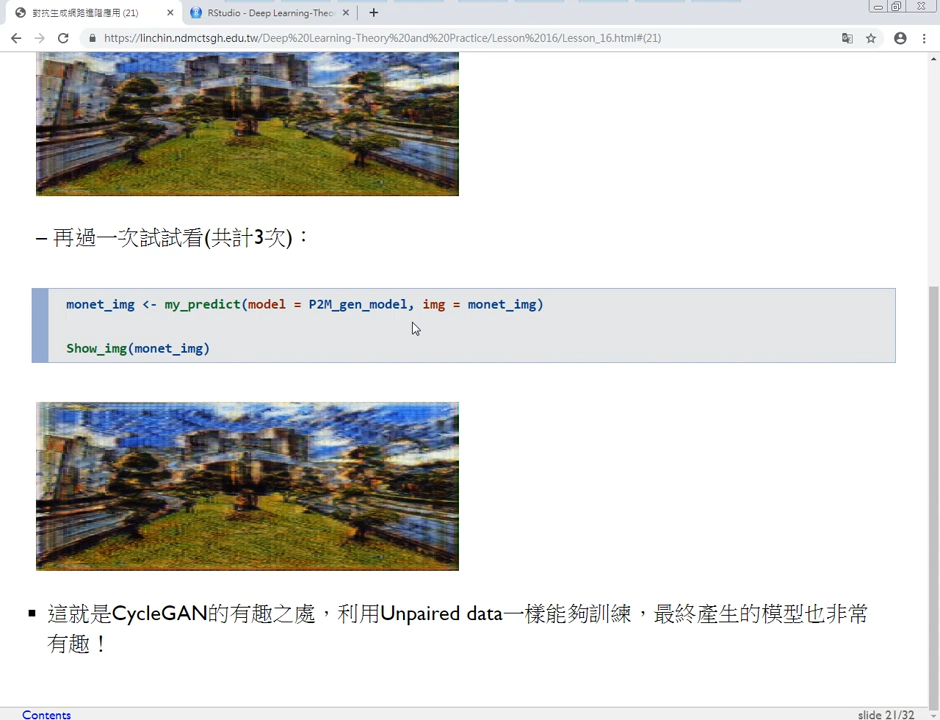 對抗生成網路進階應用 (21)
RStudio - Deep Learning-Theo
https://linchin.ndmctsgh.edu.tw/Deep%20Learning-Theory%20and%20Practice/Lesson%2016/Lesson_16.html#(21)
– 再過一次試試看(共計3次)：
monet_img <- my_predict(model = P2M_gen_model, img = monet_img)
Show_img(monet_img)
▪ 這就是CycleGAN的有趣之處，利用Unpaired data一樣能夠訓練，最終產生的模型也非常
有趣！
Contents
slide 21/32